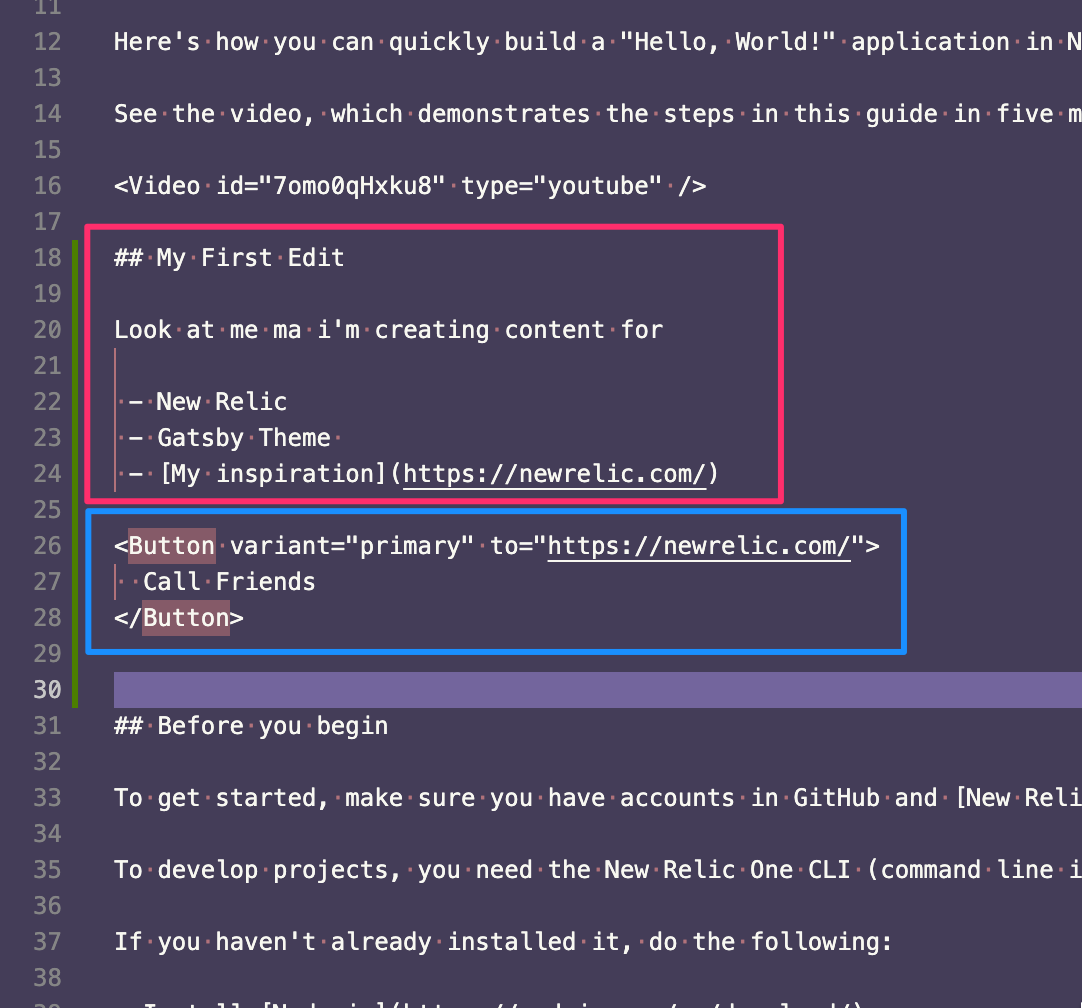 11
12 Here's how you can quickly build a "Hello, World!" application in N
13
14 See the video, which demonstrates the steps in this guide in five m
15
16 <Video id="7omo0qHxku8" type="youtube" />
17
18 ## My First Edit
19
20 Look at me ma i'm creating content for
21
22 - New Relic
23 - Gatsby Theme
24 - [My inspiration](https://newrelic.com/)
25
26 <Button variant="primary" to="https://newrelic.com/">
27 Call Friends
28 </Button>
29
30
31 ## Before you begin
32
33 To get started, make sure you have accounts in GitHub and [New Reli
34
35 To develop projects, you need the New Relic One CLI (command line i
36
37 If you haven't already installed it, do the following:
38